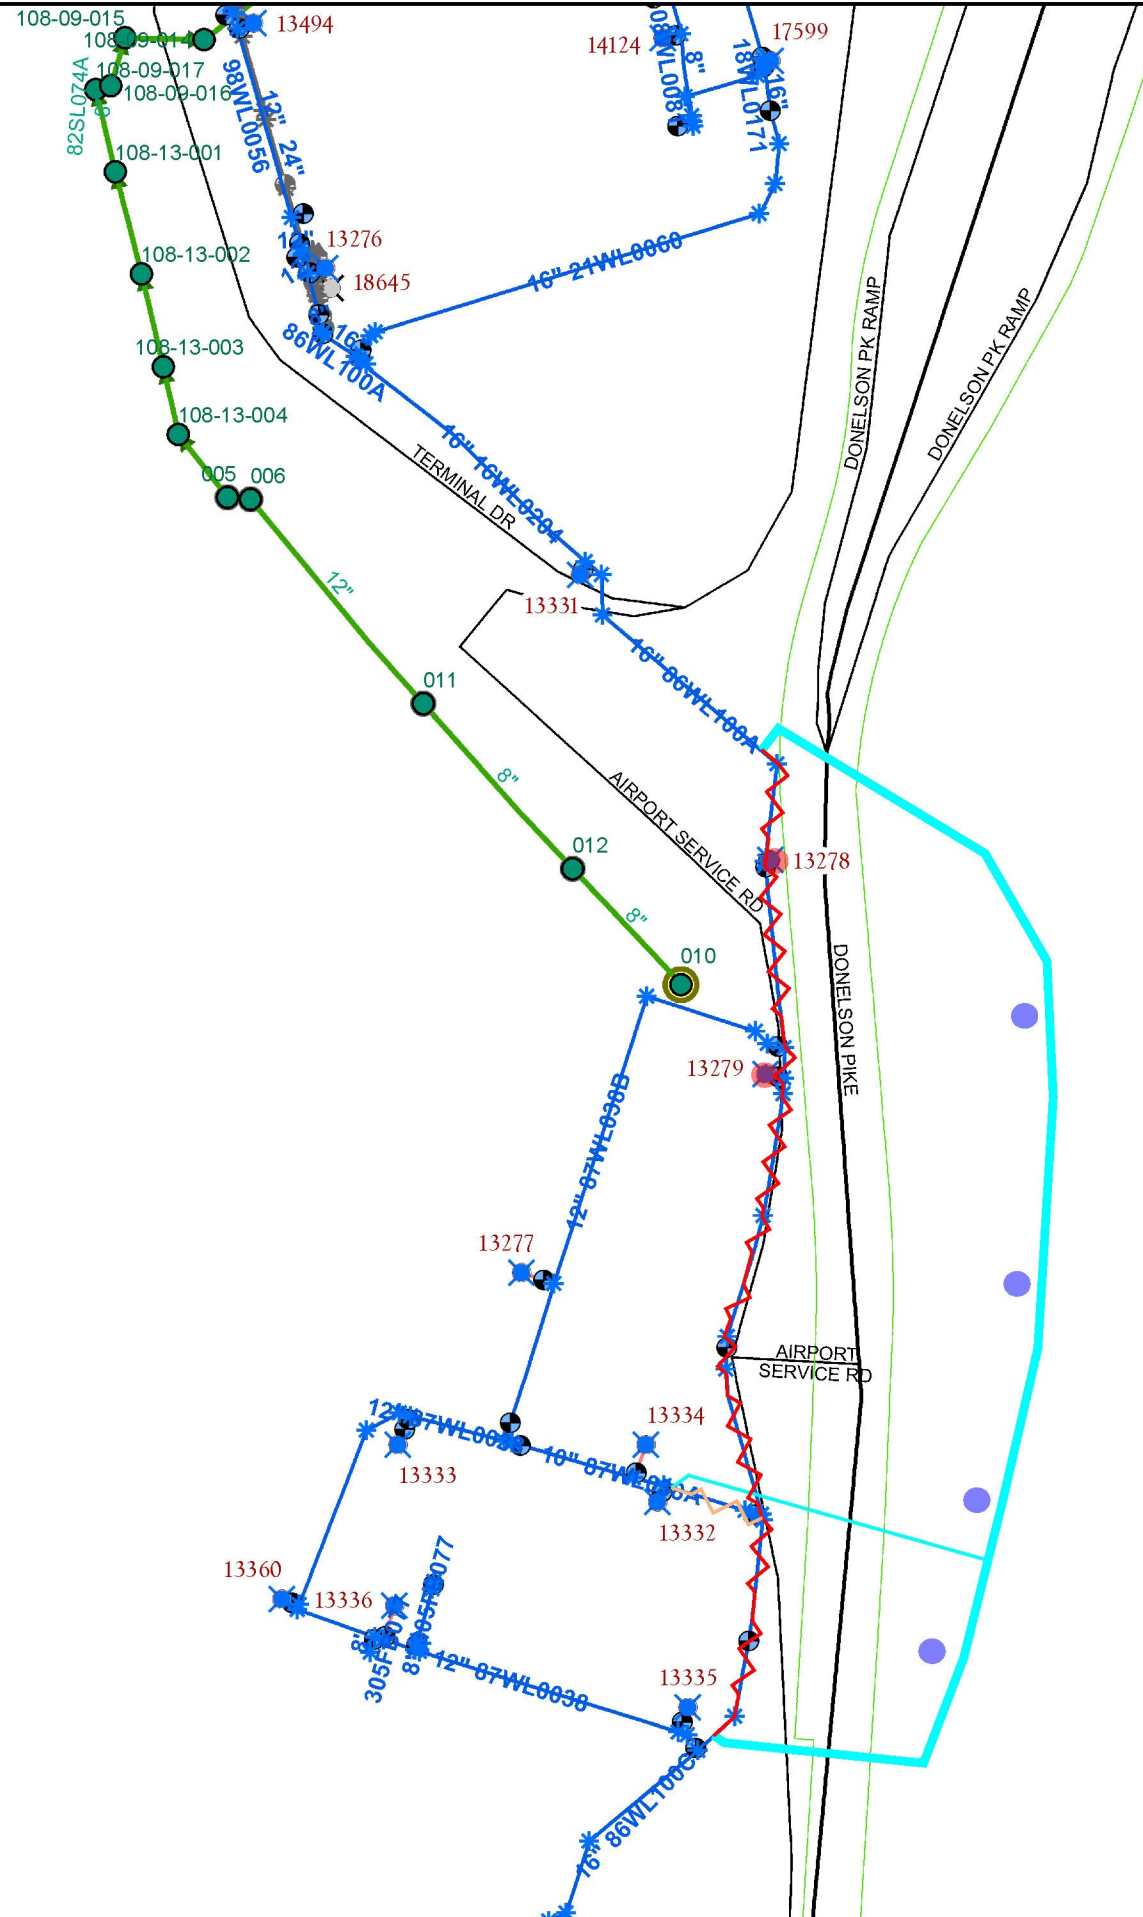 108-09-015
13494
17599
108-09-014
14124
108-09-017
108-09-016
82SL074A
98WL0056
12"
24"
8"
18WL0171
16"
108-13-001
108-13-002
13276
18645
16" 21WL0060
108-13-003
86WL100A
16"
108-13-004
DONELSON PK RAMP
DONELSON PK RAMP
005
006
TERMINAL DR
16" 16WL0204
12"
13331
011
16" 86WL100A
8"
AIRPORT SERVICE RD
012
13278
8"
010
DONELSON PIKE
13279
12" 87WL038B
13277
AIRPORT
SERVICE RD
13334
10"
13333
13332
13360
13336
8"
12" 87WL0038
13335
16" 86WL100C